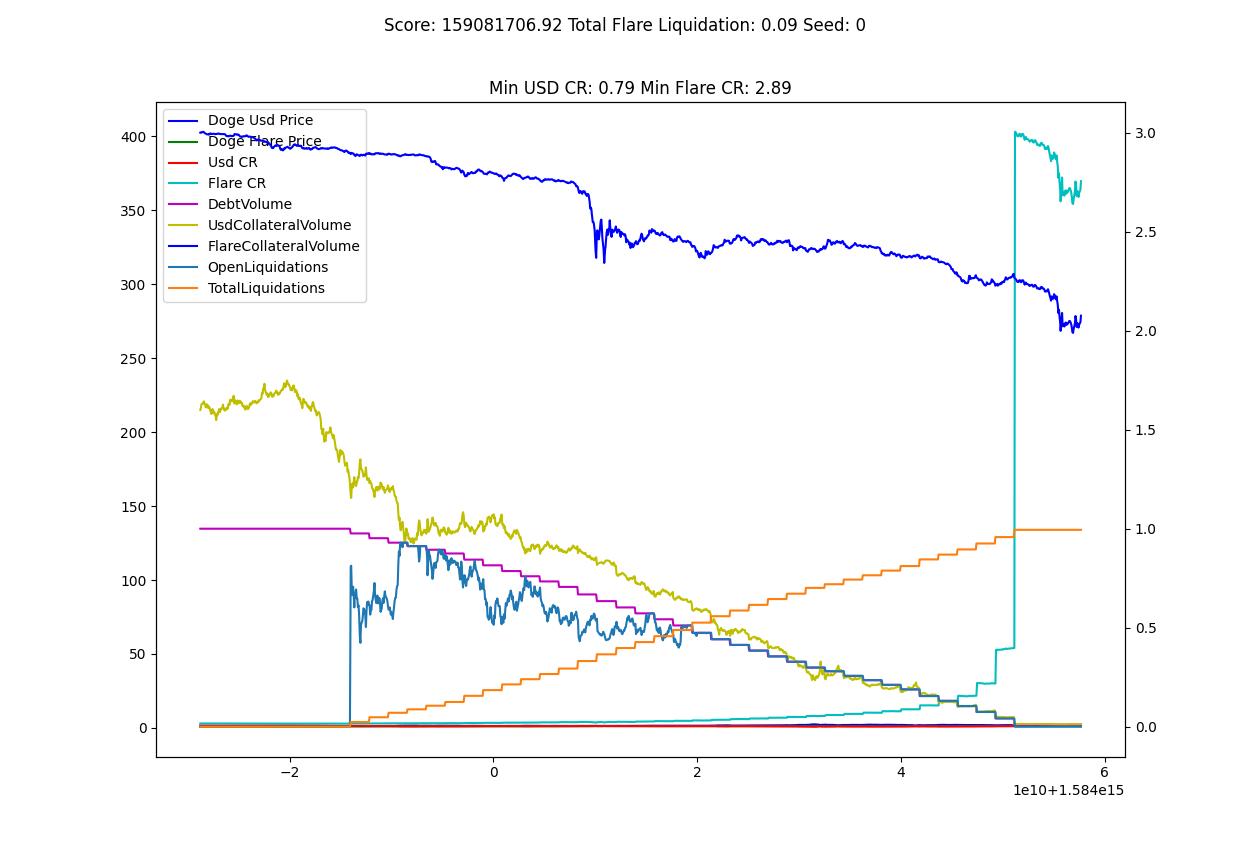 Score: 159081706.92 Total Flare Liquidation: 0.09 Seed: 0
Min USD CR: 0.79 Min Flare CR: 2.89
Doge Usd Price
Doge Flare Price
Usd CR
Flare CR
DebtVolume
UsdCollateralVolume
FlareCollateralVolume
OpenLiquidations
TotalLiquidations
400
350
300
250
200
150
100
50
0
3.0
2.5
2.0
1.5
1.0
0.5
0.0
−2 0 2 4 6
1e10+1.584e15